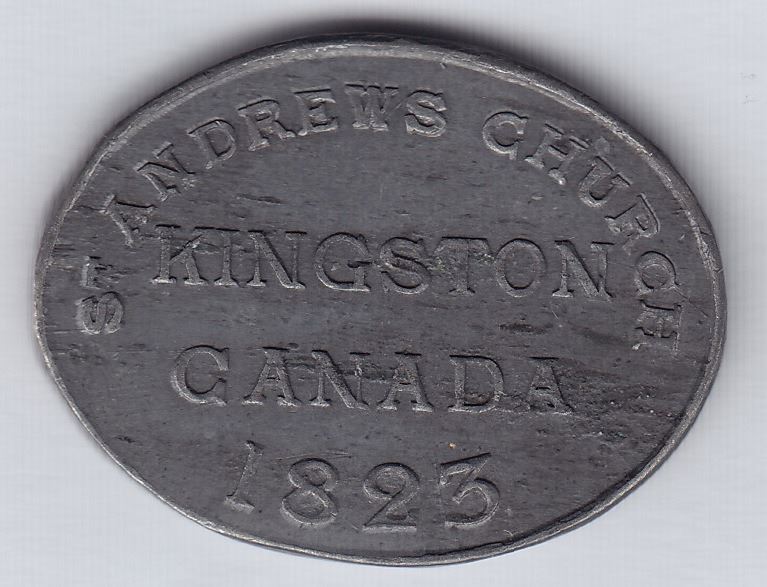 ST ANDREWS CHURCH
KINGSTON
CANADA
1823